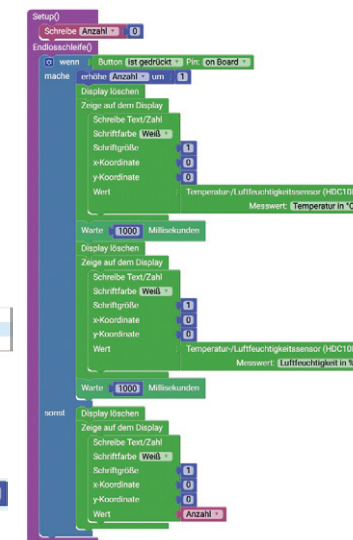 Setup()
Schreibe Anzahl 0
Endlosschleife()
wenn Button ist gedrückt Pin: on Board
mache erhöhe Anzahl um 1
Display löschen
Zeige auf dem Display
Schreibe Text/Zahl
Schriftfarbe Weiß
Schriftgröße 1
x-Koordinate 0
y-Koordinate 0
Wert Temperatur-/Luftfeuchtigkeitssensor
Messwert: Temperatur in
Warte 1000 Millisekunden
Display löschen
Zeige auf dem Display
Schreibe Text/Zahl
Schriftfarbe Weiß
Schriftgröße 1
x-Koordinate 0
y-Koordinate 0
Wert Temperatur-/Luftfeuchtigkeitssensor
Messwert: Luftfeuchtigkeit in %
Warte 1000 Millisekunden
sonst Display löschen
Zeige auf dem Display
Schreibe Text/Zahl
Schriftfarbe Weiß
Schriftgröße 1
x-Koordinate 0
y-Koordinate 0
Wert Anzahl